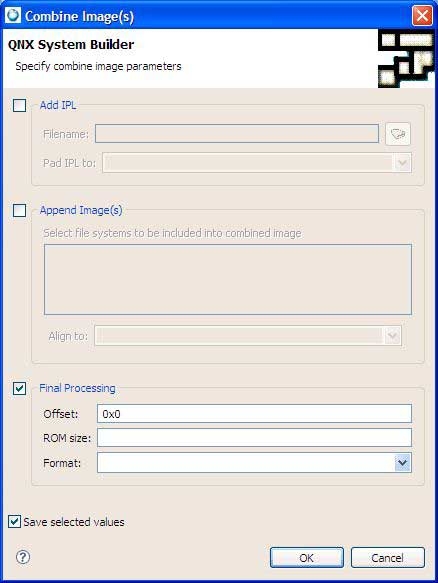 Combine Image(s)
QNX System Builder
Specify combine image parameters
Add IPL
Filename:
Pad IPL to:
Append Image(s)
Select file systems to be included into combined image
Align to:
Final Processing
Offset: 0x0
ROM size:
Format:
Save selected values
?
OK Cancel